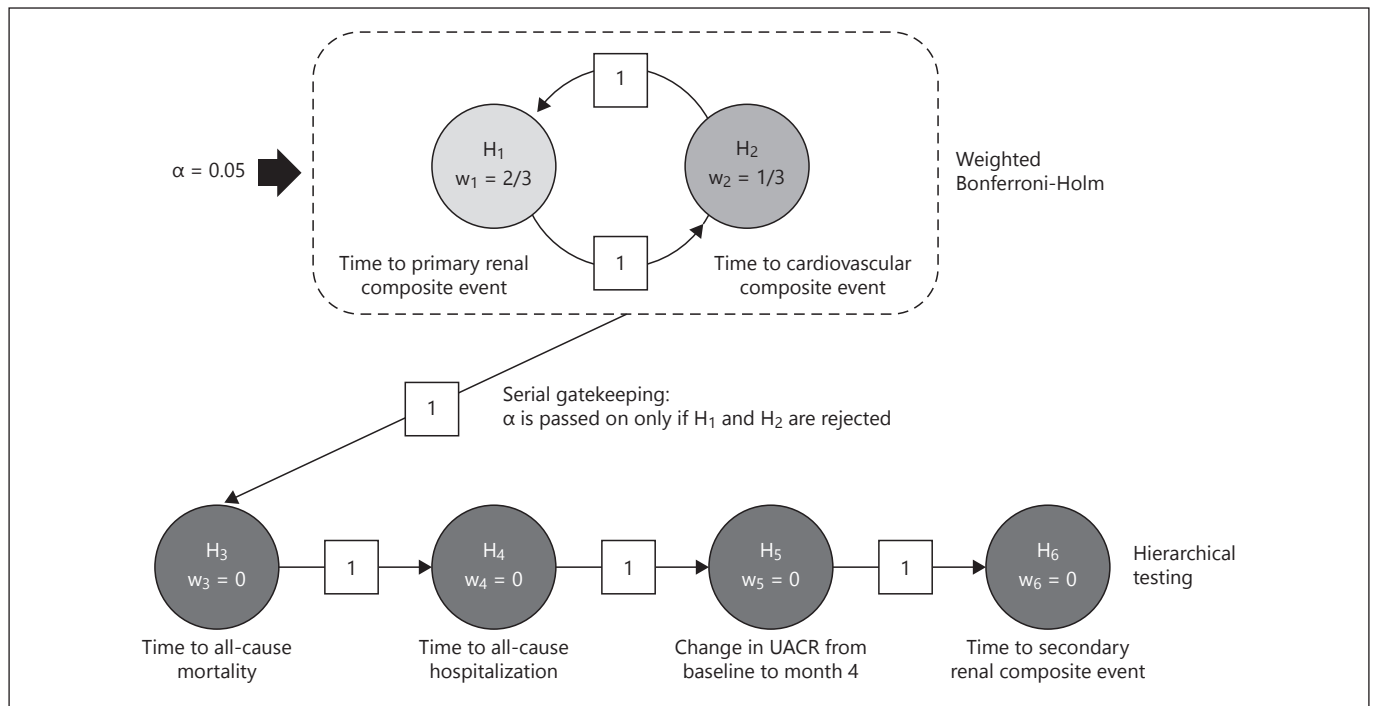 1
H₁
w₁ = 2/3
H₂
w₂ = 1/3
α = 0.05
Weighted
Bonferroni-Holm
1
Time to primary renal
composite event
Time to cardiovascular
composite event
1
Serial gatekeeping:
α is passed on only if H₁ and H₂ are rejected
H₃
w₃ = 0
1
H₄
w₄ = 0
1
H₅
w₅ = 0
1
H₆
w₆ = 0
Hierarchical
testing
Time to all-cause
mortality
Time to all-cause
hospitalization
Change in UACR from
baseline to month 4
Time to secondary
renal composite event